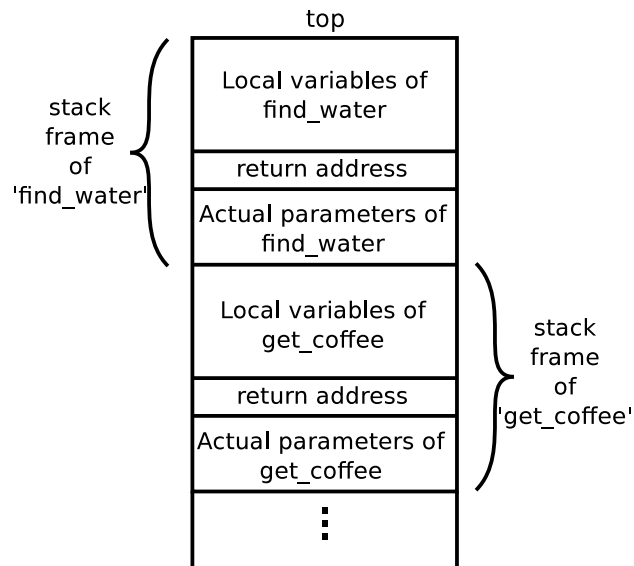 top
Local variables of
find_water
stack
frame
of
'find_water'
return address
Actual parameters of
find_water
Local variables of
get_coffee
stack
frame
of
'get_coffee'
return address
Actual parameters of
get_coffee